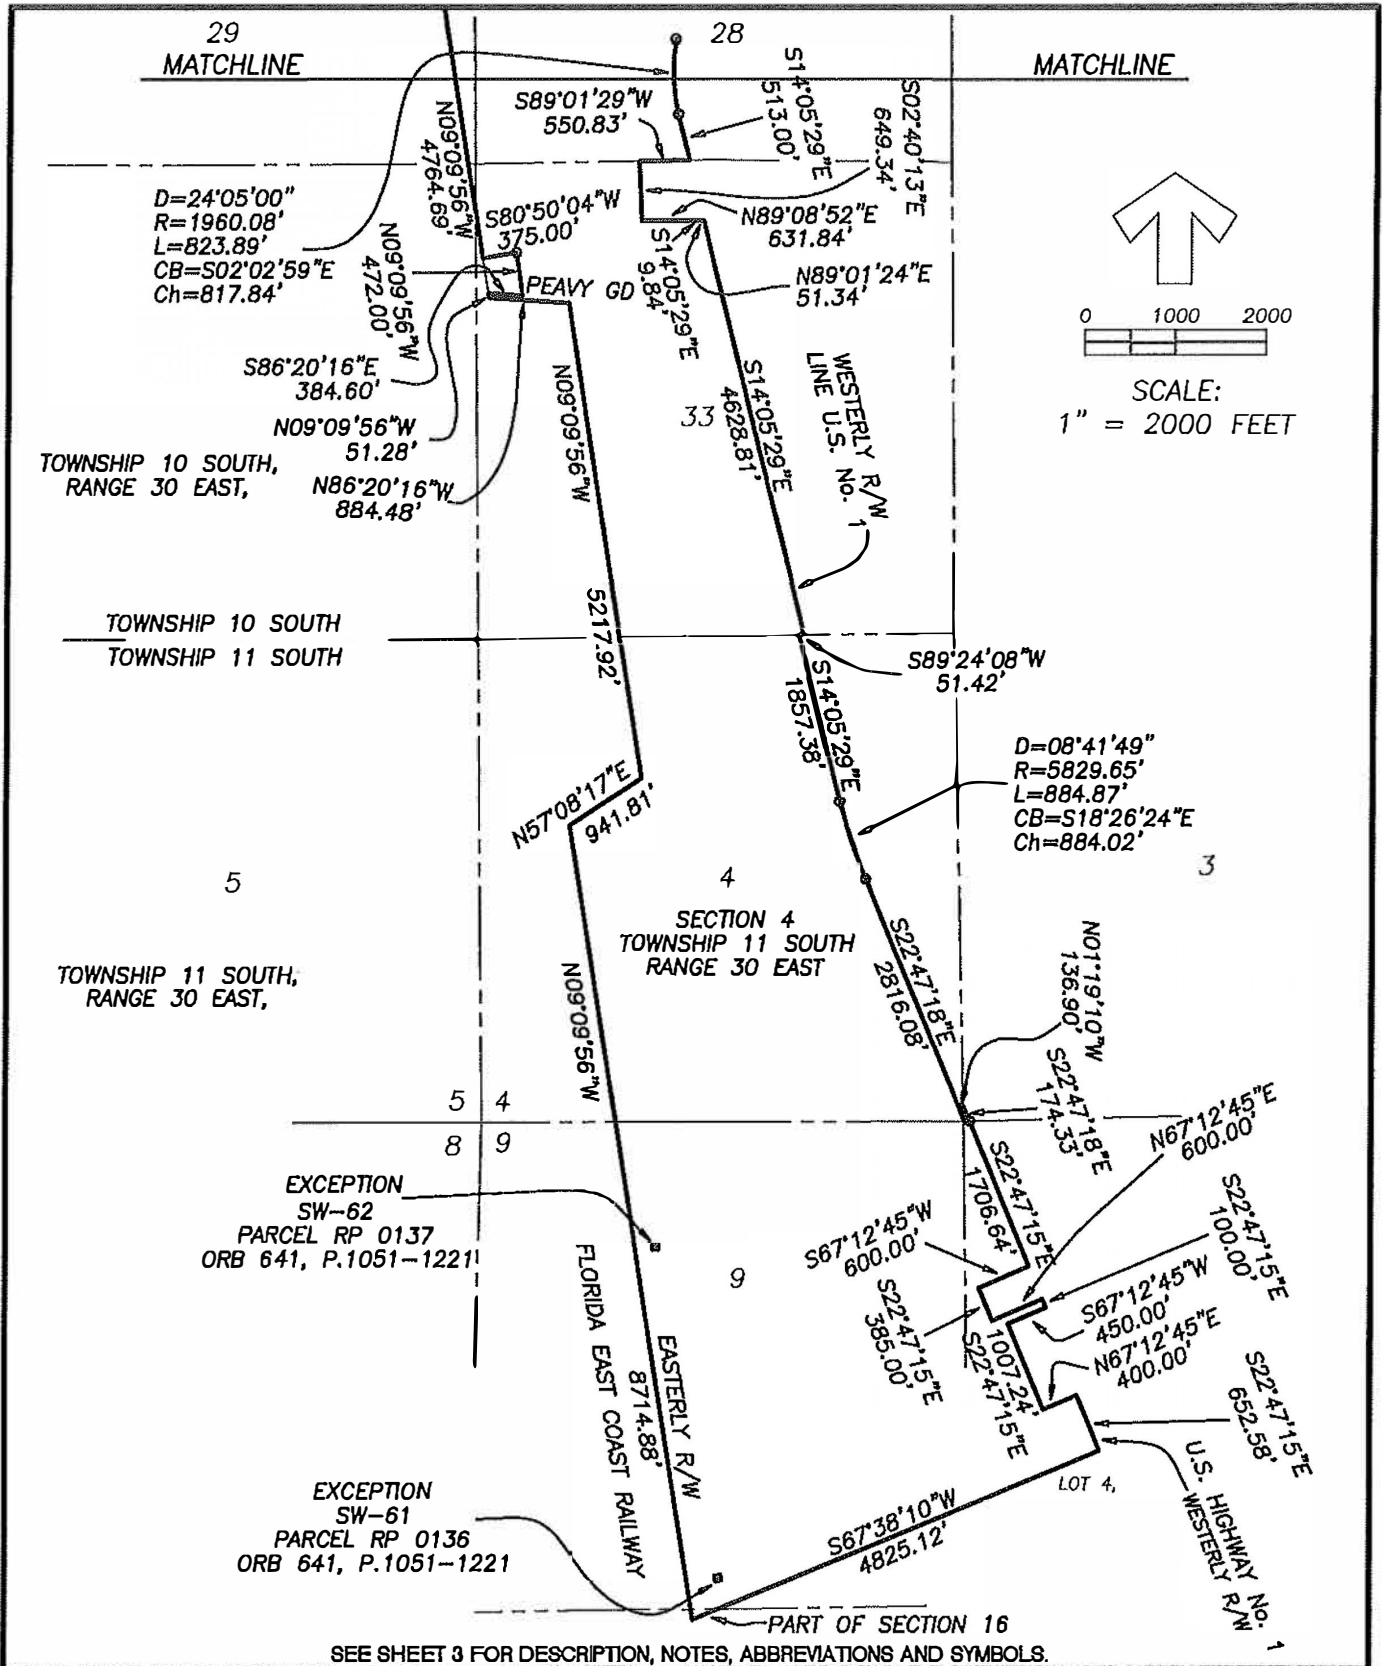 29
28
MATCHLINE
MATCHLINE
S89°01'29"W
550.83'
S14°05'29"E
513.00'
S02°40'13"E
649.34'
N09°09'56"W
4764.69'
D=24°05'00"
R=1960.08'
L=823.89'
CB=S02°02'59"E
Ch=817.84'
S80°50'04"W
375.00'
N89°08'52"E
631.84'
N09°09'56"W
472.00'
PEAVY GD
S14°05'29"E
9.84'
N89°01'24"E
51.34'
0 1000 2000
SCALE:
1" = 2000 FEET
S86°20'16"E
384.60'
N09°09'56"W
51.28'
N86°20'16"W
884.48'
TOWNSHIP 10 SOUTH,
RANGE 30 EAST,
N09°09'56"W
5217.92'
33
S14°05'29"E
4628.81'
WESTERLY R/W
LINE U.S. No. 1
TOWNSHIP 10 SOUTH
TOWNSHIP 11 SOUTH
S89°24'08"W
51.42'
S14°05'29"E
1857.38'
D=08°41'49"
R=5829.65'
L=884.87'
CB=S18°26'24"E
Ch=884.02'
N57°08'17"E
941.81'
5
4
3
SECTION 4
TOWNSHIP 11 SOUTH
RANGE 30 EAST
TOWNSHIP 11 SOUTH,
RANGE 30 EAST,
N09°09'56"W
8714.88'
S22°47'18"E
2816.08'
N01°19'10"W
136.90'
S22°47'18"E
174.33'
5 4
8 9
N67°12'45"E
600.00'
S22°47'15"E
1706.64'
S22°47'15"E
100.00'
EXCEPTION
SW-62
PARCEL RP 0137
ORB 641, P.1051-1221
S67°12'45"W
600.00'
9
S22°47'15"E
385.00'
S67°12'45"W
450.00'
1007.24'
S22°47'15"E
N67°12'45"E
400.00'
S22°47'15"E
652.58'
EASTERLY R/W
FLORIDA EAST COAST RAILWAY
LOT 4,
U.S. HIGHWAY No. 1
WESTERLY R/W
EXCEPTION
SW-61
PARCEL RP 0136
ORB 641, P.1051-1221
S67°38'10"W
4825.12'
PART OF SECTION 16
SEE SHEET 3 FOR DESCRIPTION, NOTES, ABBREVIATIONS AND SYMBOLS.